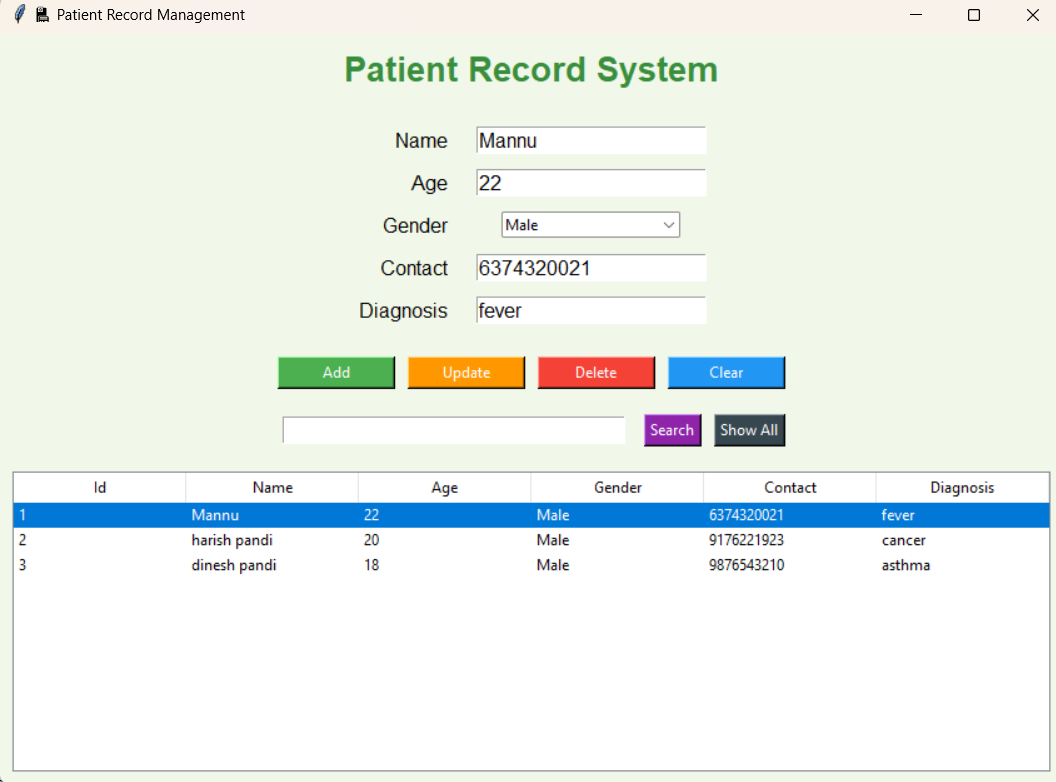 Patient Record Management
Patient Record System
Name Mannu
Age 22
Gender Male
Contact 6374320021
Diagnosis fever
Add Update Delete Clear
Search Show All
Id Name Age Gender Contact Diagnosis
1 Mannu 22 Male 6374320021 fever
2 harish pandi 20 Male 9176221923 cancer
3 dinesh pandi 18 Male 9876543210 asthma